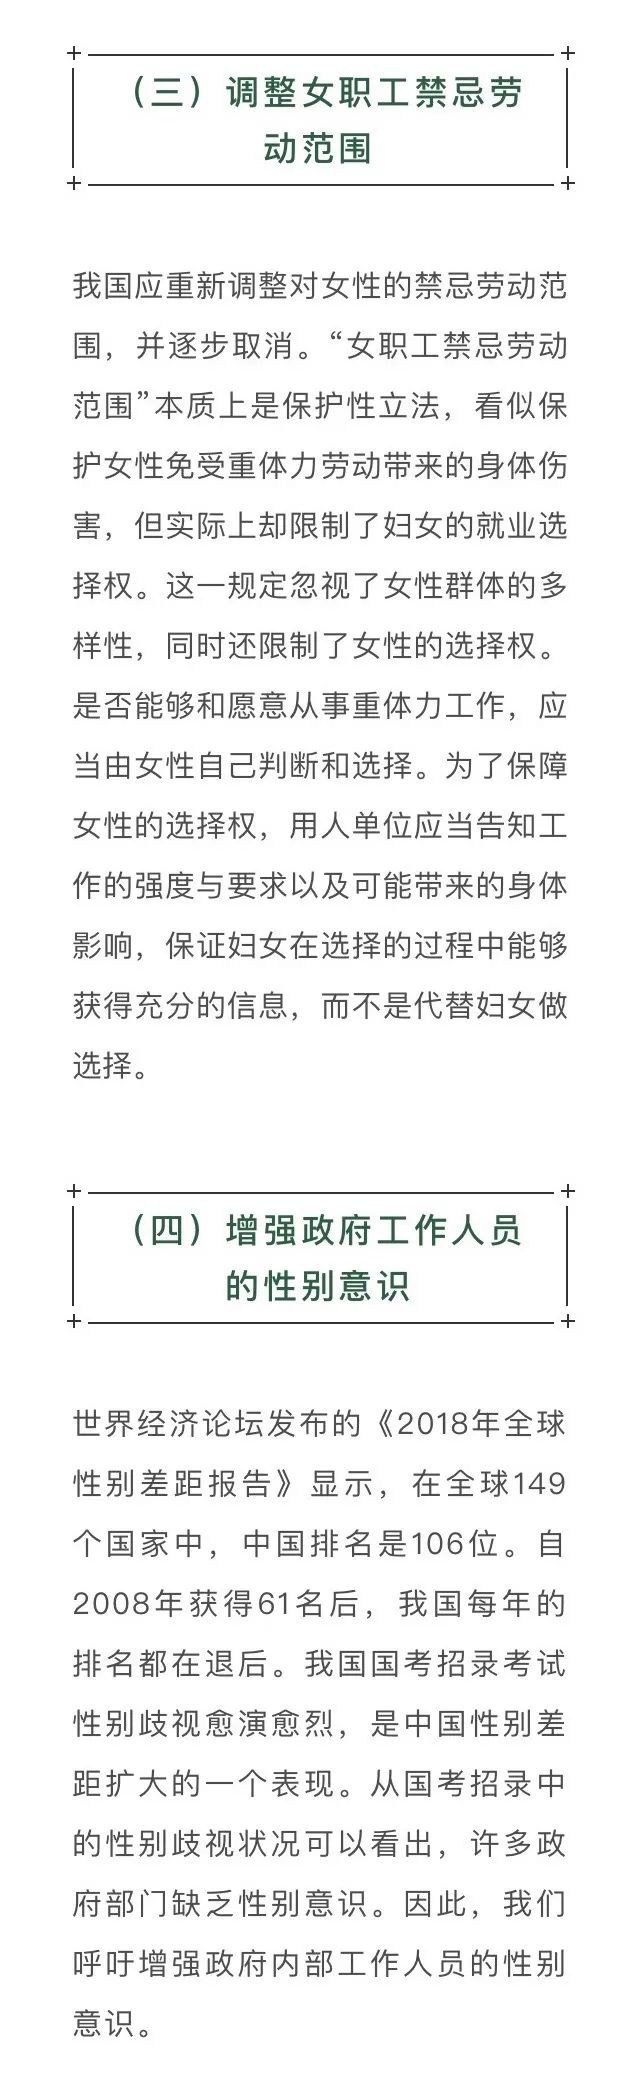 （三）调整女职工禁忌劳
动范围
我国应重新调整对女性的禁忌劳动范
围，并逐步取消。“女职工禁忌劳动
范围”本质上是保护性立法，看似保
护女性免受重体力劳动带来的身体伤
害，但实际上却限制了妇女的就业选
择权。这一规定忽视了女性群体的多
样性，同时还限制了女性的选择权。
是否能够和愿意从事重体力工作，应
当由女性自己判断和选择。为了保障
女性的选择权，用人单位应当告知工
作的强度与要求以及可能带来的身体
影响，保证妇女在选择的过程中能够
获得充分的信息，而不是代替妇女做
选择。
（四）增强政府工作人员
的性别意识
世界经济论坛发布的《2018年全球
性别差距报告》显示，在全球149
个国家中，中国排名是106位。自
2008年获得61名后，我国每年的
排名都在退后。我国国考招录考试
性别歧视愈演愈烈，是中国性别差
距扩大的一个表现。从国考招录中
的性别歧视状况可以看出，许多政
府部门缺乏性别意识。因此，我们
呼吁增强政府内部工作人员的性别
意识。